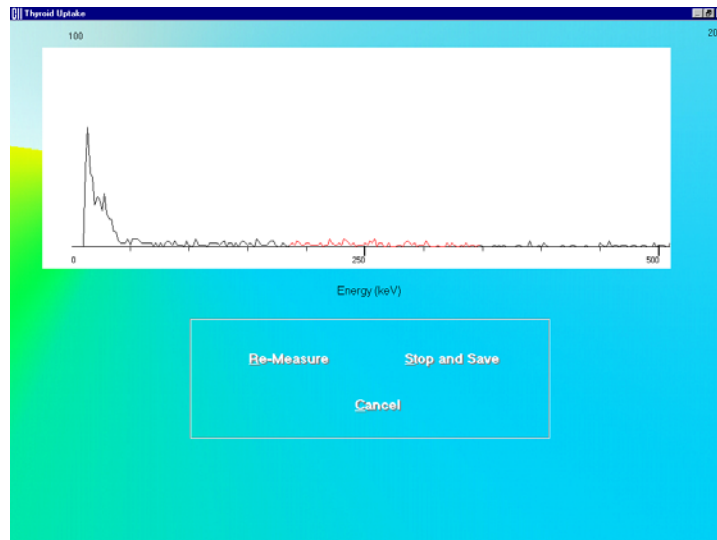 Thyroid Uptake
100 20
0 250 500
Energy (keV)
Re-Measure Stop and Save
Cancel